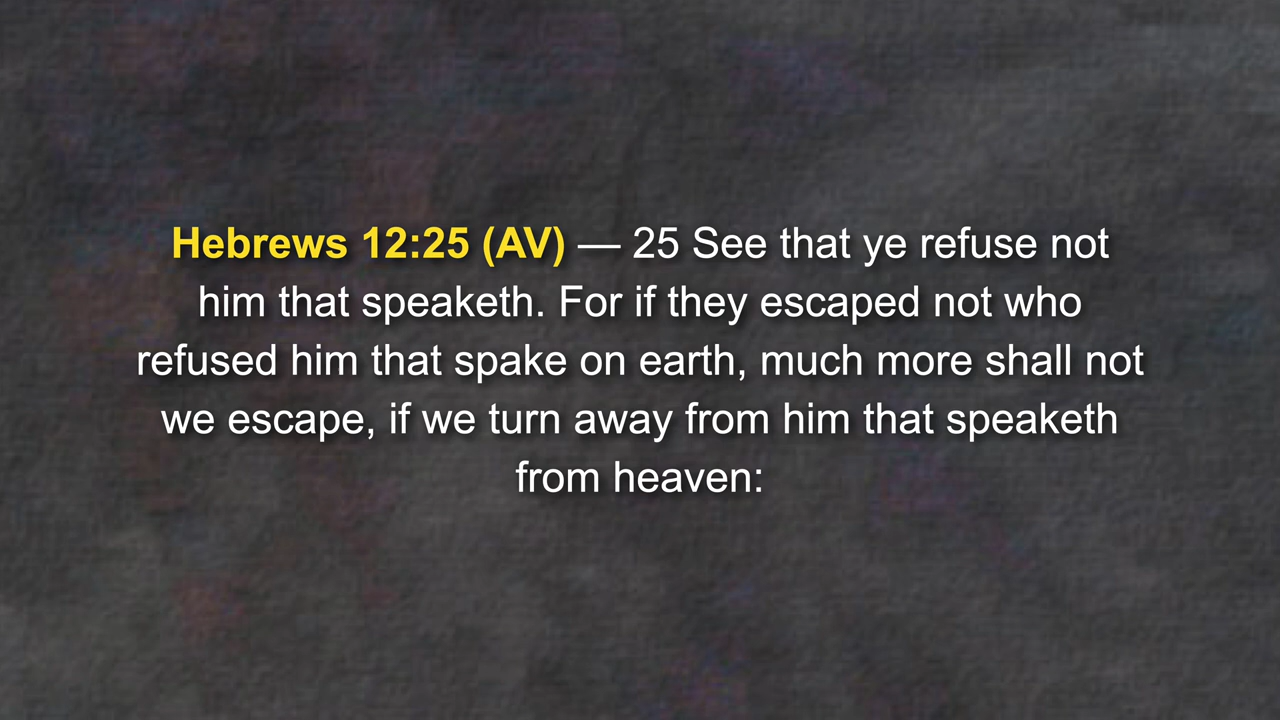 Hebrews 12:25 (AV) — 25 See that ye refuse not
him that speaketh. For if they escaped not who
refused him that spake on earth, much more shall not
we escape, if we turn away from him that speaketh
from heaven: